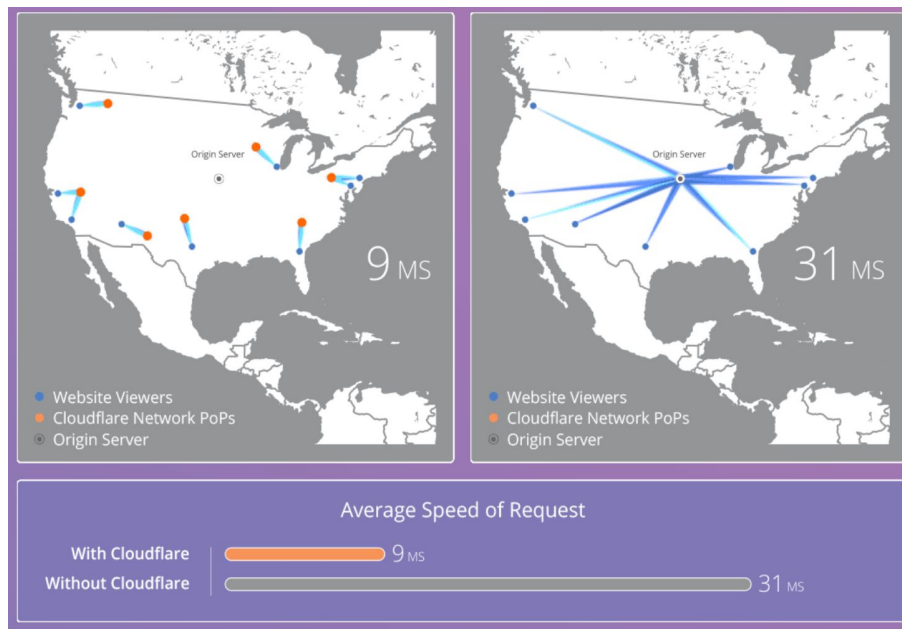 Origin Server
9 MS
Website Viewers
Cloudflare Network PoPs
Origin Server
Origin Server
31 MS
Website Viewers
Cloudflare Network PoPs
Origin Server
Average Speed of Request
With Cloudflare 9 MS
Without Cloudflare 31 MS